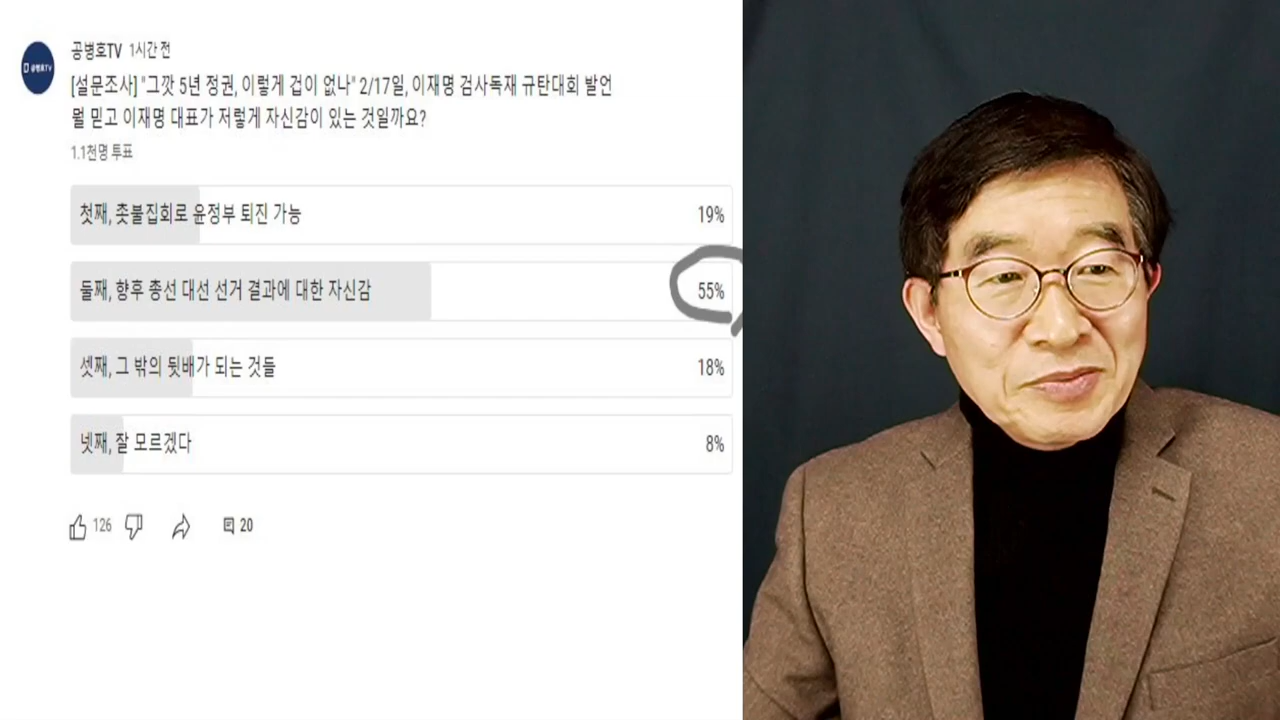 공병호TV
공병호TV 1시간 전
[설문조사] "그깟 5년 정권, 이렇게 겁이 없나" 2/17일, 이재명 검사독재 규탄대회 발언
뭘 믿고 이재명 대표가 저렇게 자신감이 있는 것일까요?
1.1천명 투표
첫째, 촛불집회로 윤정부 퇴진 가능 19%
둘째, 향후 총선 대선 선거 결과에 대한 자신감 55%
셋째, 그 밖의 뒷배가 되는 것들 18%
넷째, 잘 모르겠다 8%
126 20